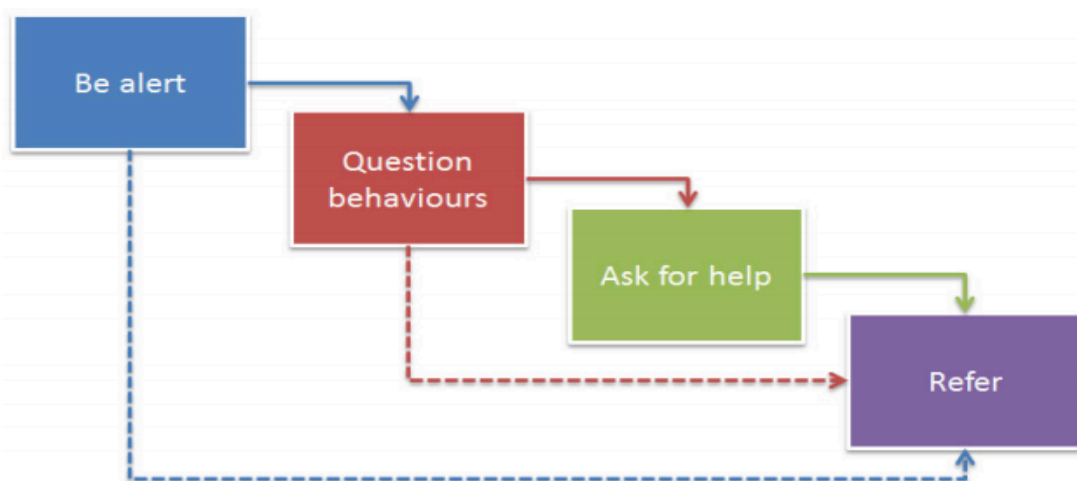 Be alert
Question
behaviours
Ask for help
Refer